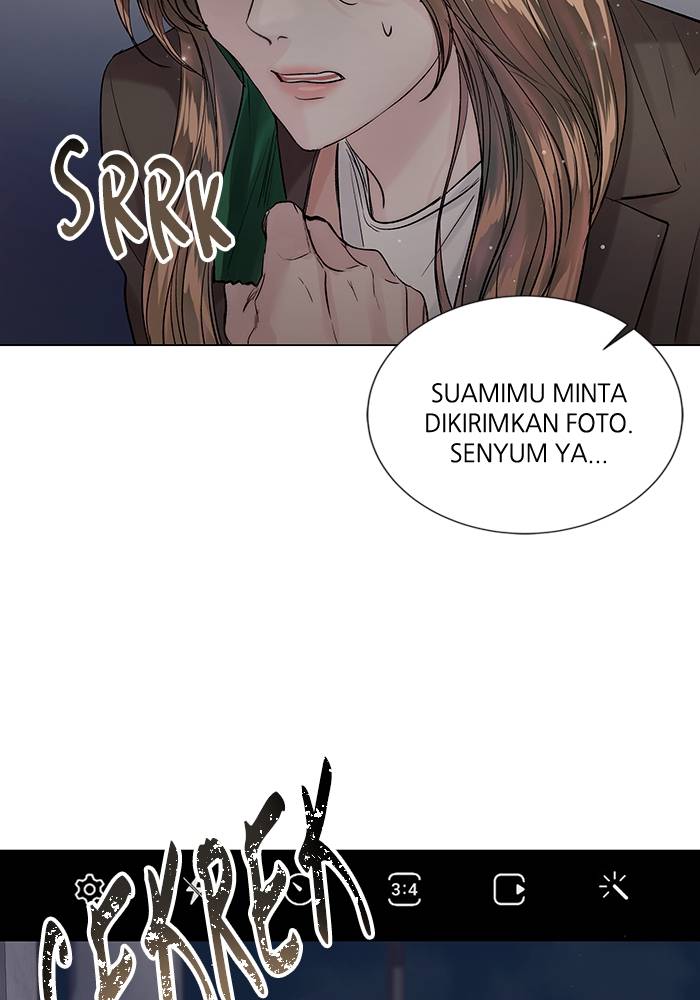 SRRK
SUAMIMU MINTA
DIKIRIMKAN FOTO.
SENYUM YA...
CEKREK
3:4